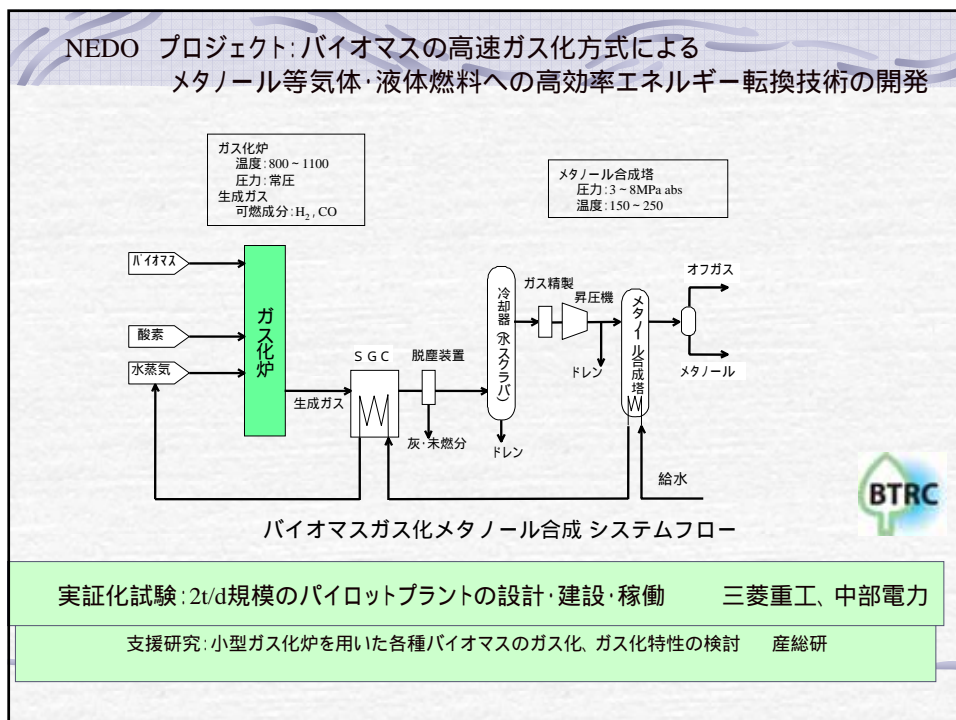 NEDO プロジェクト:バイオマスの高速ガス化方式による
メタノール等気体・液体燃料への高効率エネルギー転換技術の開発
ガス化炉
温度:800~1100
圧力:常圧
生成ガス
可燃成分:H₂, CO
メタノール合成塔
圧力:3~8MPa abs
温度:150~250
バイオマス
酸素
水蒸気
ガス化炉
生成ガス
SGC
脱塵装置
灰・未燃分
冷却器(水スクラバ)
ドレン
ガス精製
昇圧機
ドレン
メタノール合成塔
オフガス
メタノール
給水
BTRC
バイオマスガス化メタノール合成 システムフロー
実証化試験:2t/d規模のパイロットプラントの設計・建設・稼働 三菱重工、中部電力
支援研究:小型ガス化炉を用いた各種バイオマスのガス化、ガス化特性の検討 産総研